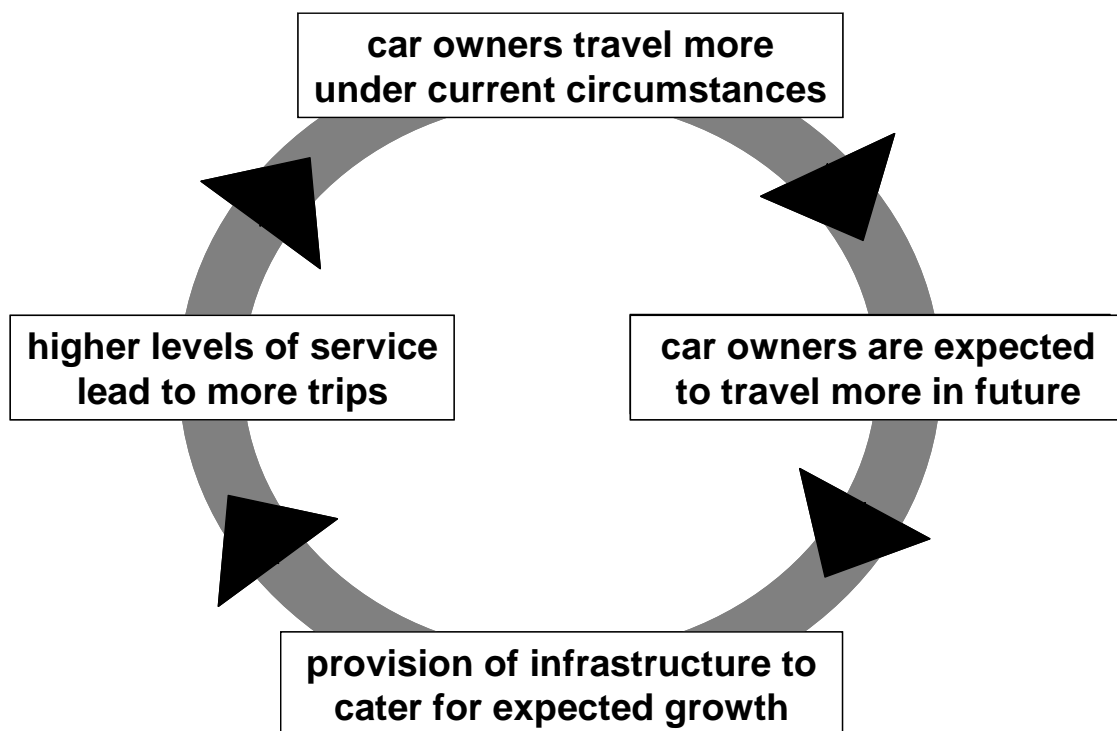 car owners travel more
under current circumstances
higher levels of service
lead to more trips
car owners are expected
to travel more in future
provision of infrastructure to
cater for expected growth